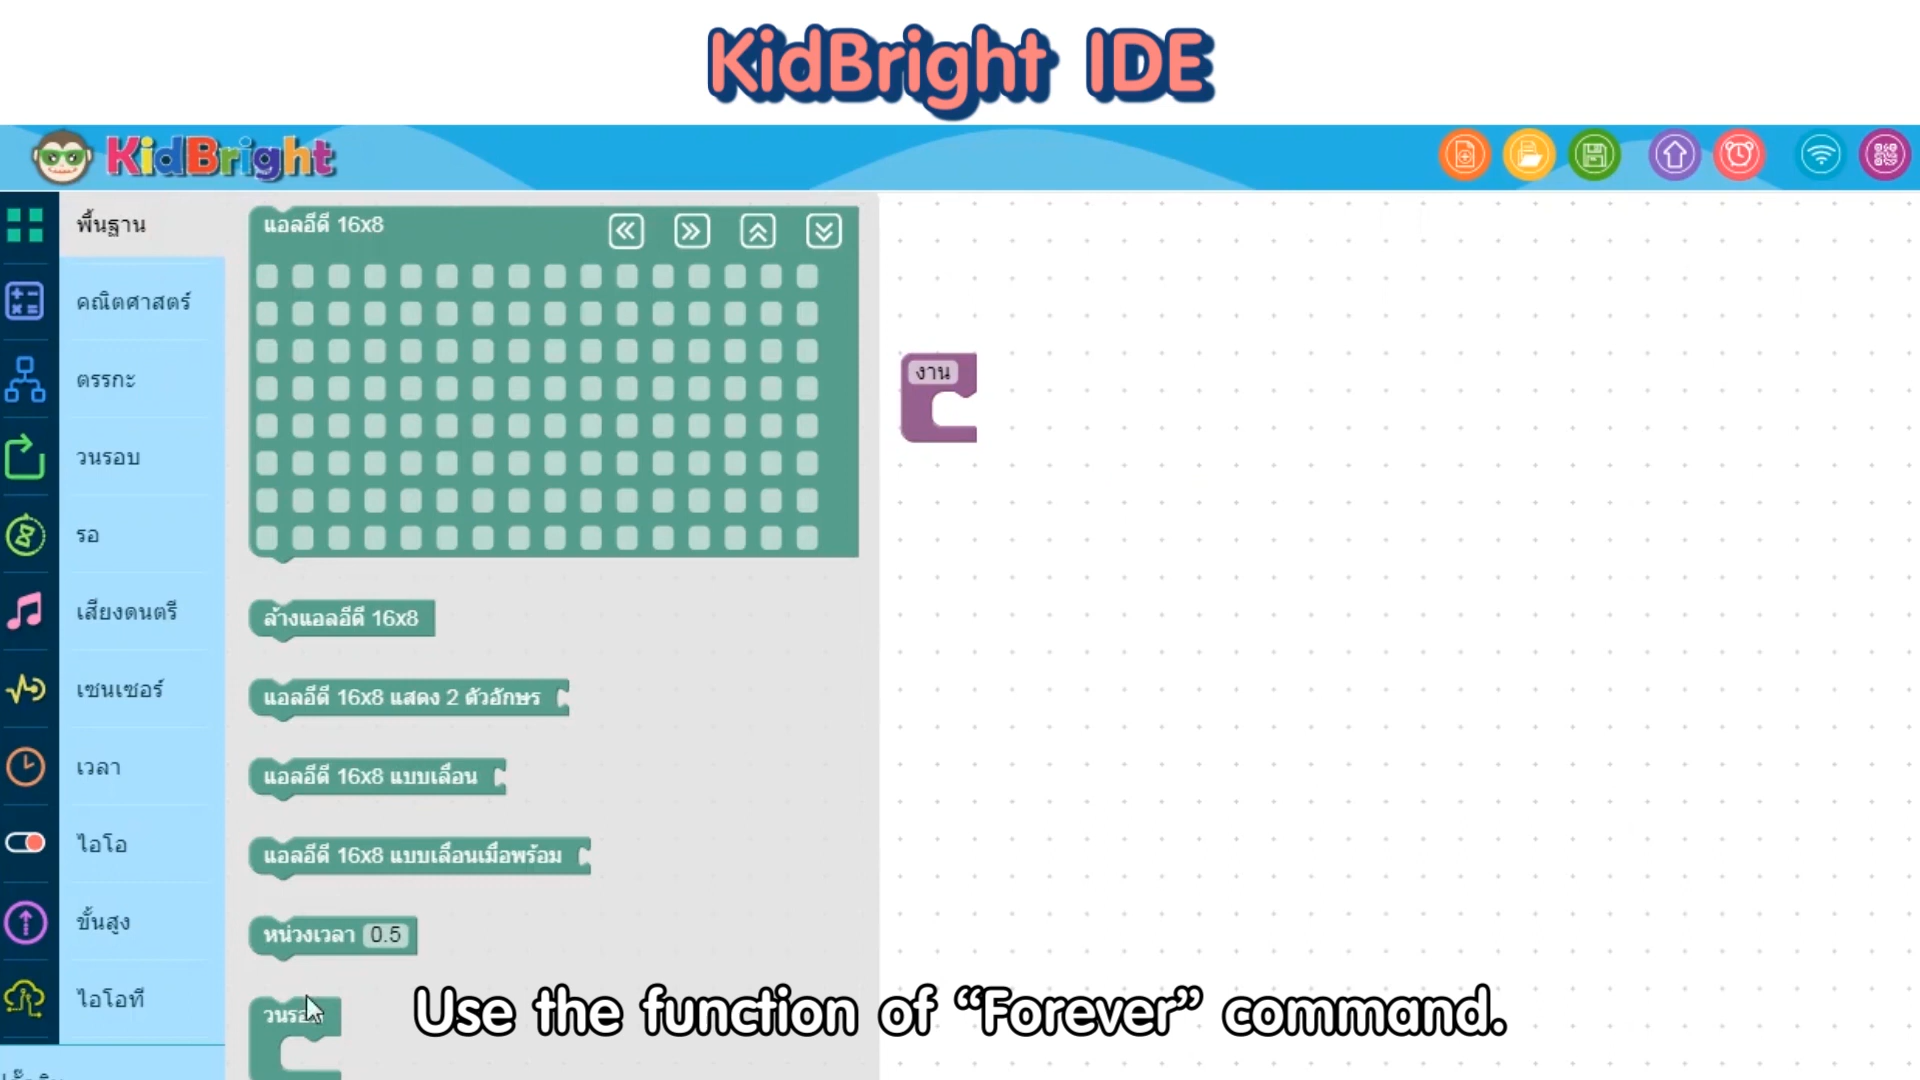 KidBright IDE
KidBright
พื้นฐาน
คณิตศาสตร์
ตรรกะ
วนรอบ
รอ
เสียงดนตรี
เซนเซอร์
เวลา
ไอโอ
ขั้นสูง
ไอโอที
แอลอีดี 16x8
ล้างแอลอีดี 16x8
แอลอีดี 16x8 แสดง 2 ตัวอักษร
แอลอีดี 16x8 แบบเลื่อน
แอลอีดี 16x8 แบบเลื่อนเมื่อพร้อม
หน่วงเวลา 0.5
วนรอบ
งาน
Use the function of “Forever” command.